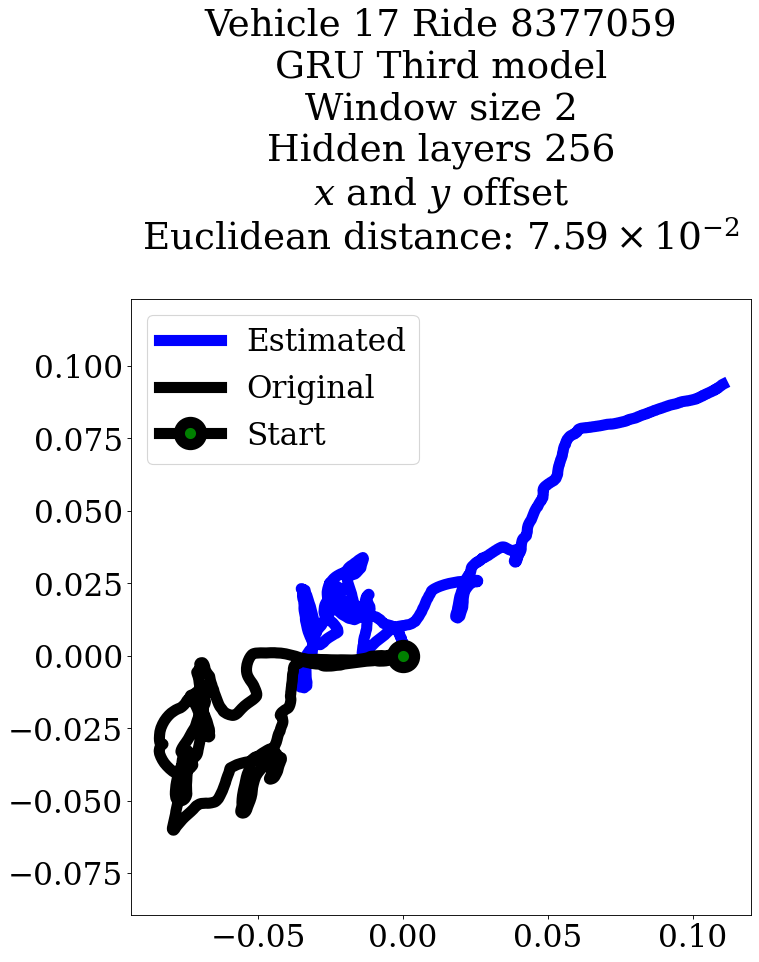 Vehicle 17 Ride 8377059
GRU Third model
Window size 2
Hidden layers 256
x and y offset
Euclidean distance: 7.59 × 10⁻²
Estimated
Original
Start
0.100
0.075
0.050
0.025
0.000
−0.025
−0.050
−0.075
−0.05 0.00 0.05 0.10